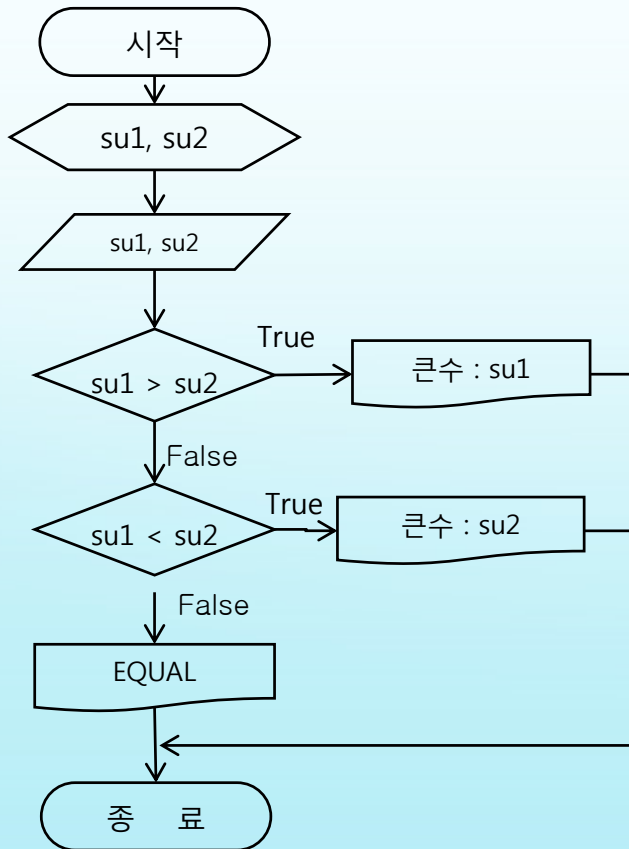 시작
su1, su2
su1, su2
su1 > su2
True
큰수 : su1
False
su1 < su2
True
큰수 : su2
False
EQUAL
종 료